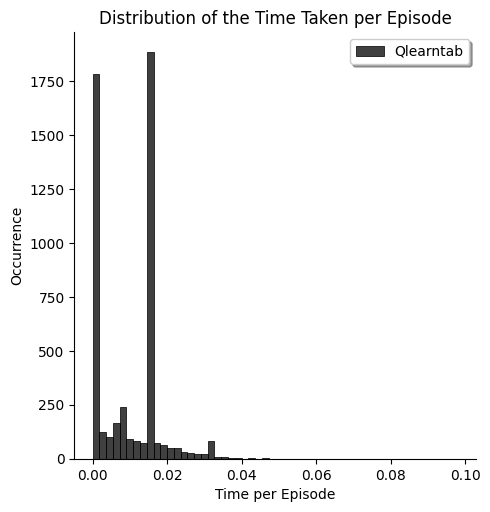 Distribution of the Time Taken per Episode
Qlearntab
1750
1500
1250
1000
750
500
250
0
Occurrence
0.00 0.02 0.04 0.06 0.08 0.10
Time per Episode